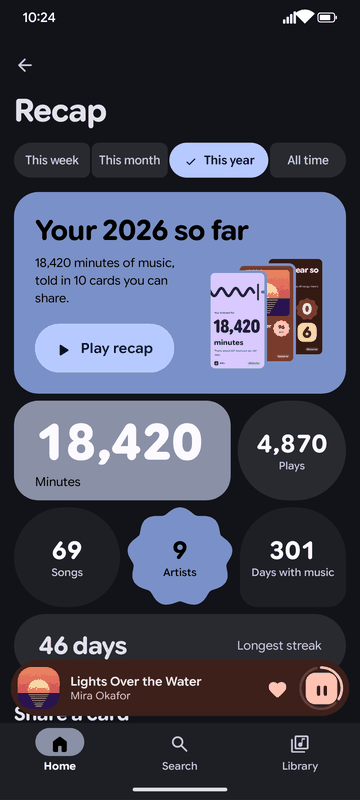 10:24
Recap
This week
This month
This year
All time
Your 2026 so far
18,420 minutes of music,
told in 10 cards you can
share.
Play recap
18,420
minutes
0
6
96
18,420
Minutes
4,870
Plays
69
Songs
9
Artists
301
Days with music
46 days
Longest streak
Lights Over the Water
Mira Okafor
Share a card
Home
Search
Library